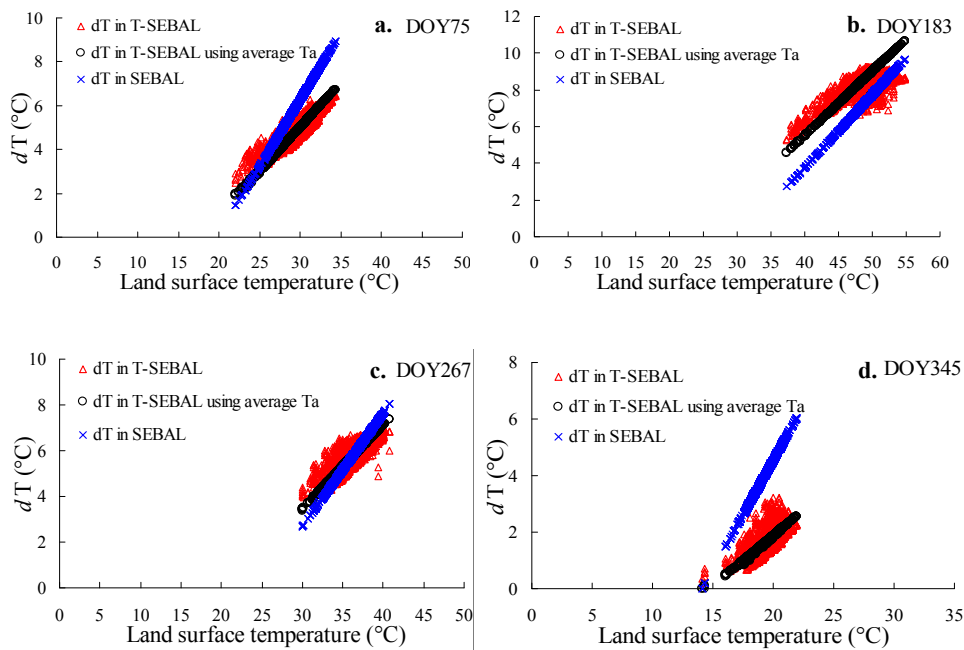 a. DOY75
dT in T-SEBAL
dT in T-SEBAL using average Ta
dT in SEBAL
10
8
6
4
2
0
dT (°C)
0 5 10 15 20 25 30 35 40 45 50
Land surface temperature (°C)
b. DOY183
dT in T-SEBAL
dT in T-SEBAL using average Ta
dT in SEBAL
12
10
8
6
4
2
0
dT (°C)
0 5 10 15 20 25 30 35 40 45 50 55 60
Land surface temperature (°C)
c. DOY267
dT in T-SEBAL
dT in T-SEBAL using average Ta
dT in SEBAL
10
8
6
4
2
0
dT (°C)
0 5 10 15 20 25 30 35 40 45 50
Land surface temperature (°C)
d. DOY345
dT in T-SEBAL
dT in T-SEBAL using average Ta
dT in SEBAL
8
6
4
2
0
dT (°C)
0 5 10 15 20 25 30 35
Land surface temperature (°C)